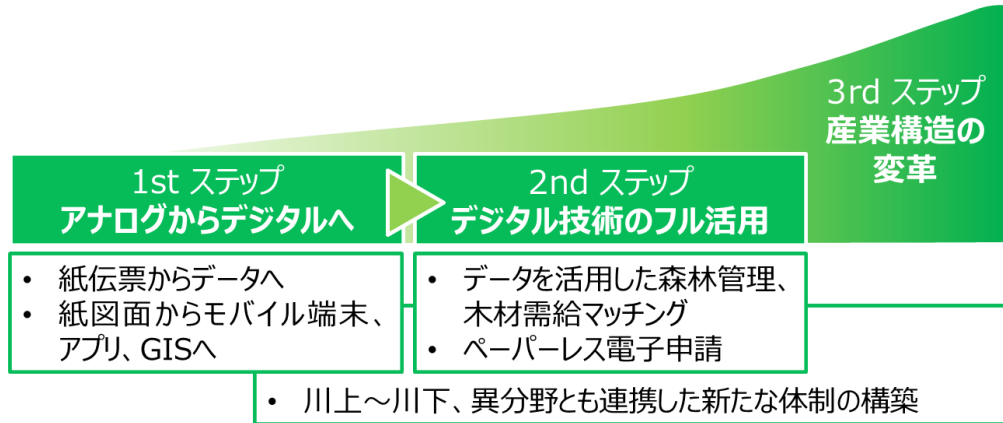 1st ステップ
アナログからデジタルへ
2nd ステップ
デジタル技術のフル活用
3rd ステップ
産業構造の
変革
• 紙伝票からデータへ
• 紙図面からモバイル端末、
アプリ、GISへ
• データを活用した森林管理、
木材需給マッチング
• ペーパーレス電子申請
• 川上～川下、異分野とも連携した新たな体制の構築